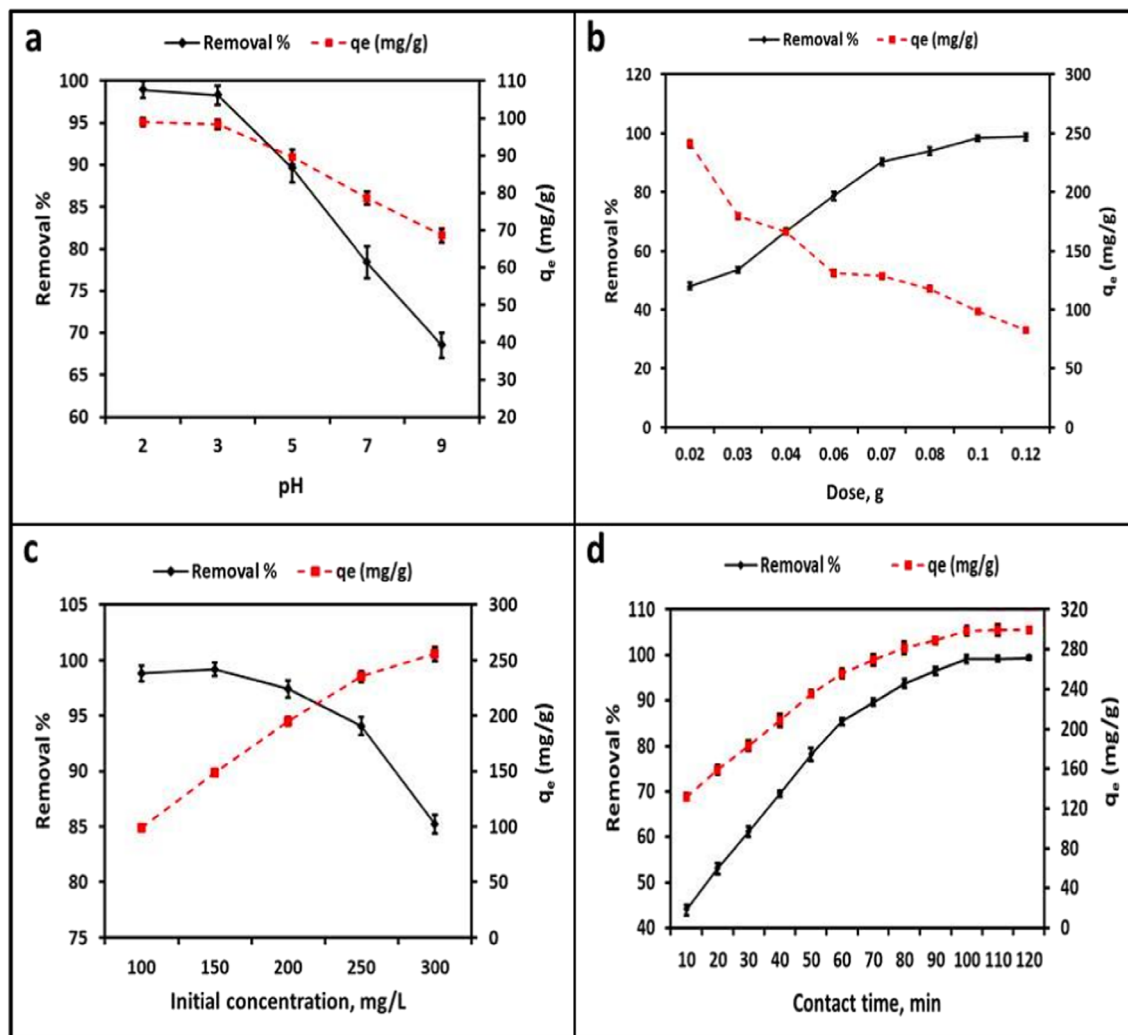 a
Removal %
qe (mg/g)
100
95
90
85
80
75
70
65
60
Removal %
110
100
90
80
70
60
50
40
30
20
qe (mg/g)
2 3 5 7 9
pH
b
Removal %
qe (mg/g)
120
100
80
60
40
20
0
Removal %
300
250
200
150
100
50
0
qe (mg/g)
0.02 0.03 0.04 0.06 0.07 0.08 0.1 0.12
Dose, g
c
Removal %
qe (mg/g)
105
100
95
90
85
80
75
Removal %
300
250
200
150
100
50
0
qe (mg/g)
100 150 200 250 300
Initial concentration, mg/L
d
Removal %
qe (mg/g)
110
100
90
80
70
60
50
40
Removal %
320
280
240
200
160
120
80
40
0
qe (mg/g)
10 20 30 40 50 60 70 80 90 100 110 120
Contact time, min